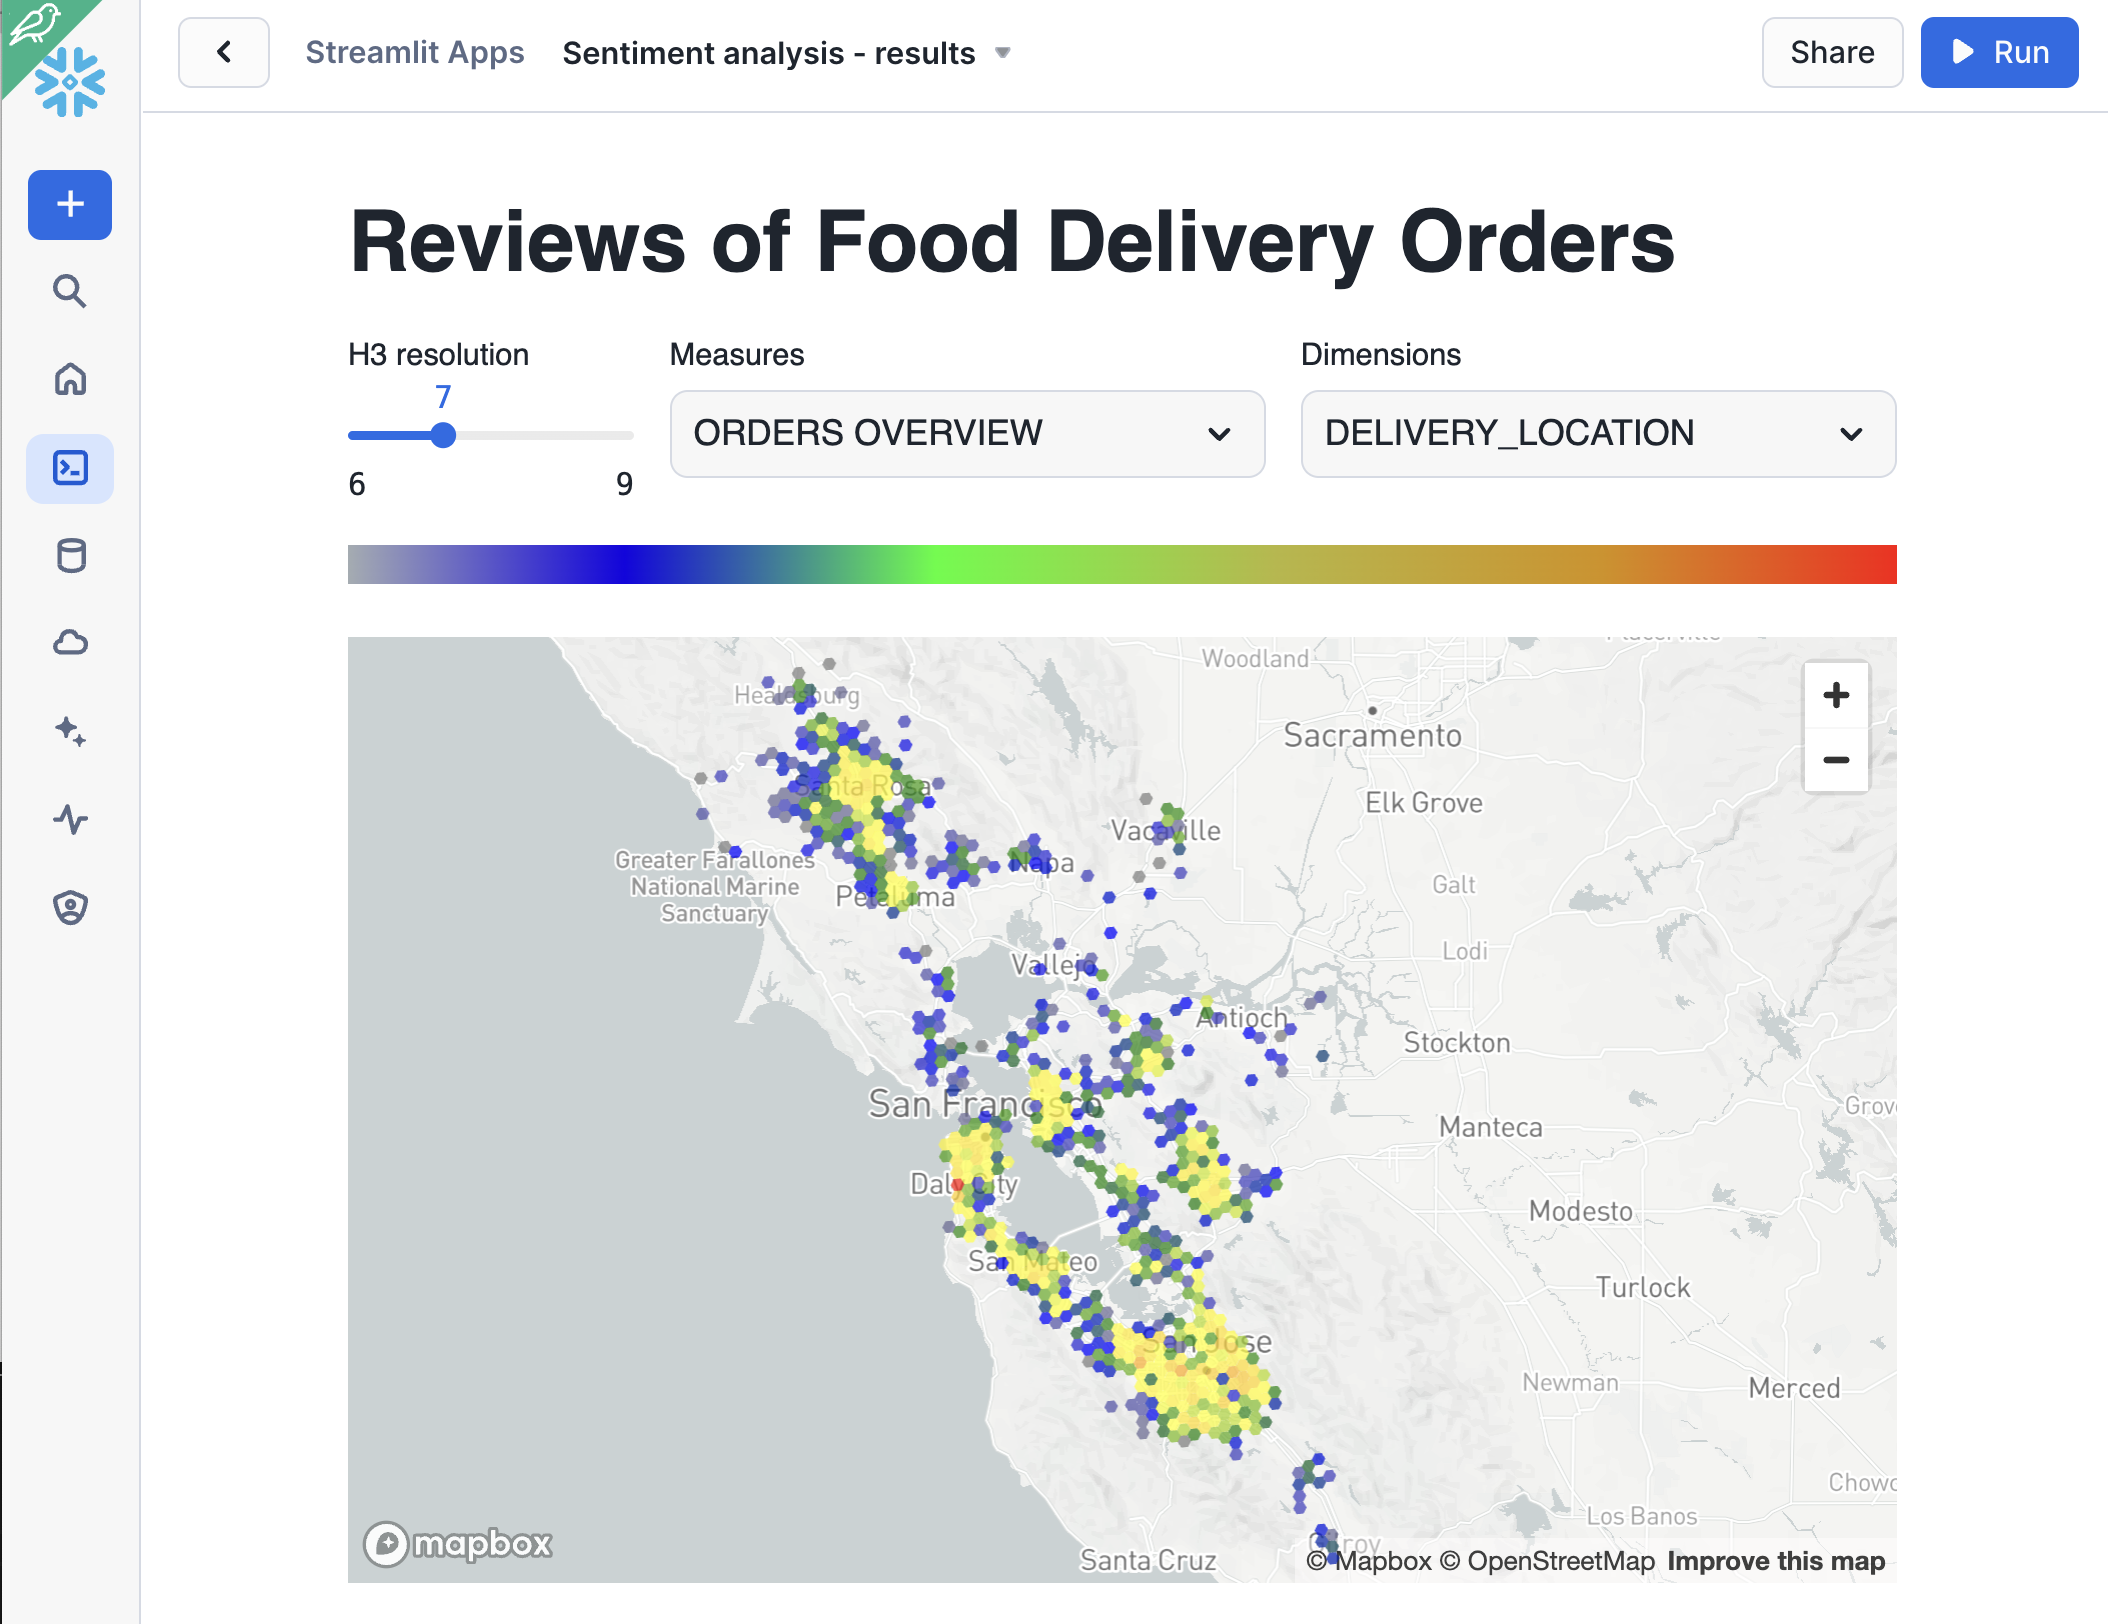 Streamlit Apps
Sentiment analysis - results
Share
Run
Reviews of Food Delivery Orders
H3 resolution
Measures
Dimensions
7
ORDERS OVERVIEW
DELIVERY_LOCATION
6
9
Placerville
Woodland
Healdsburg
Sacramento
Santa Rosa
Elk Grove
Vacaville
Greater Farallones
National Marine
Sanctuary
Napa
Galt
Petaluma
Lodi
Vallejo
Antioch
Stockton
San Francisco
Grov
Manteca
Daly City
Modesto
San Mateo
Turlock
San Jose
Newman
Merced
Chowc
Los Banos
Gilroy
mapbox
Santa Cruz
© Mapbox © OpenStreetMap Improve this map